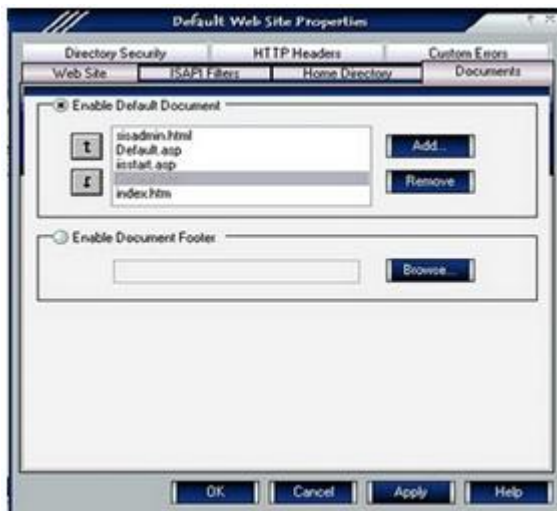 Default Web Site Properties
Directory Security HTTP Headers Custom Errors
Web Site ISAPI Filters Home Directory Documents
Enable Default Document
sisadmin.html
Default.asp
iisstart.asp
index.htm
Add...
Remove
Enable Document Footer
Browse...
OK Cancel Apply Help